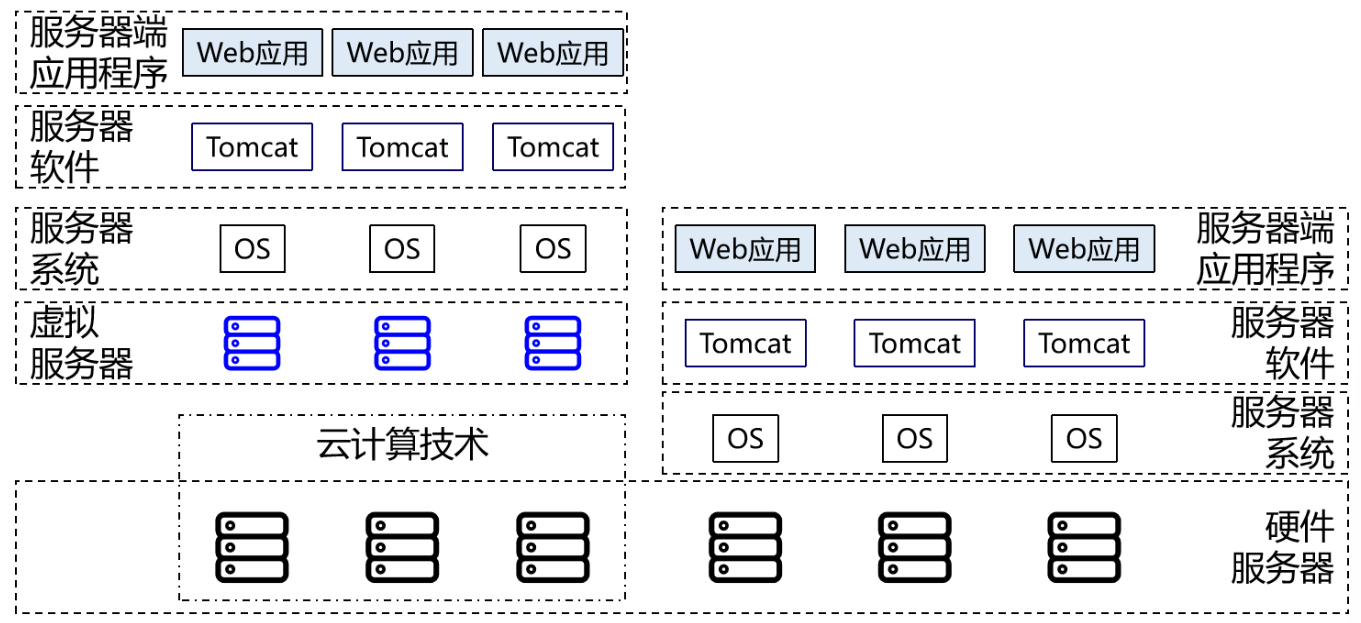 服务器端
应用程序
Web应用
Web应用
Web应用
服务器
软件
Tomcat
Tomcat
Tomcat
服务器
系统
OS
OS
OS
虚拟
服务器
云计算技术
Web应用
Web应用
Web应用
服务器端
应用程序
Tomcat
Tomcat
Tomcat
服务器
软件
OS
OS
OS
服务器
系统
硬件
服务器